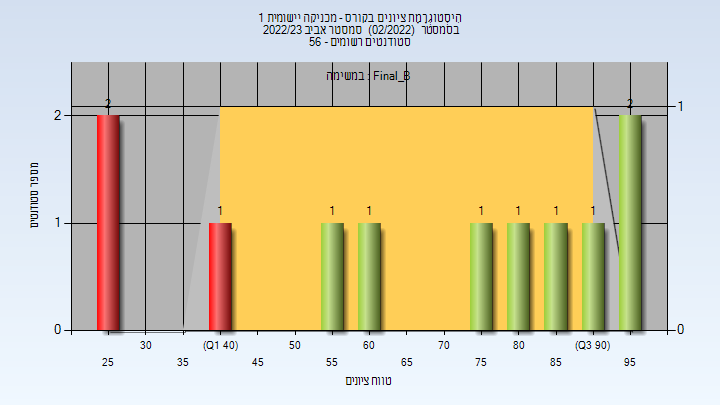 היסטוגרמת ציונים בקורס - מכניקה יישומית 1
בסמסטר (02/2022) סמסטר אביב 2022/23
סטודנטים רשומים - 56
במשימה : Final_B
מספר סטודנטים
2 1 1 1 1 1 1 1 2
2
1
0
1
0
30 (Q1 40) 50 60 70 80 (Q3 90)
25 35 45 55 65 75 85 95
טווח ציונים